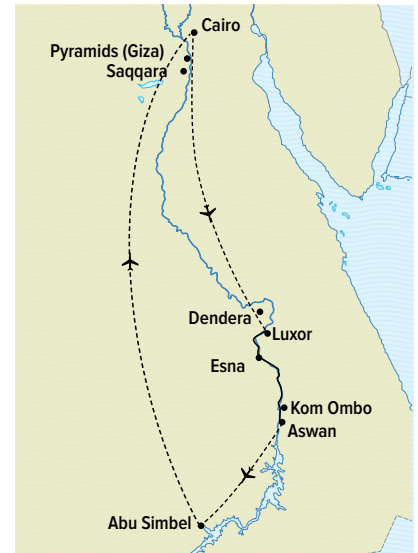 Cairo
Pyramids (Giza)
Saqqara
Dendera
Luxor
Esna
Kom Ombo
Aswan
Abu Simbel